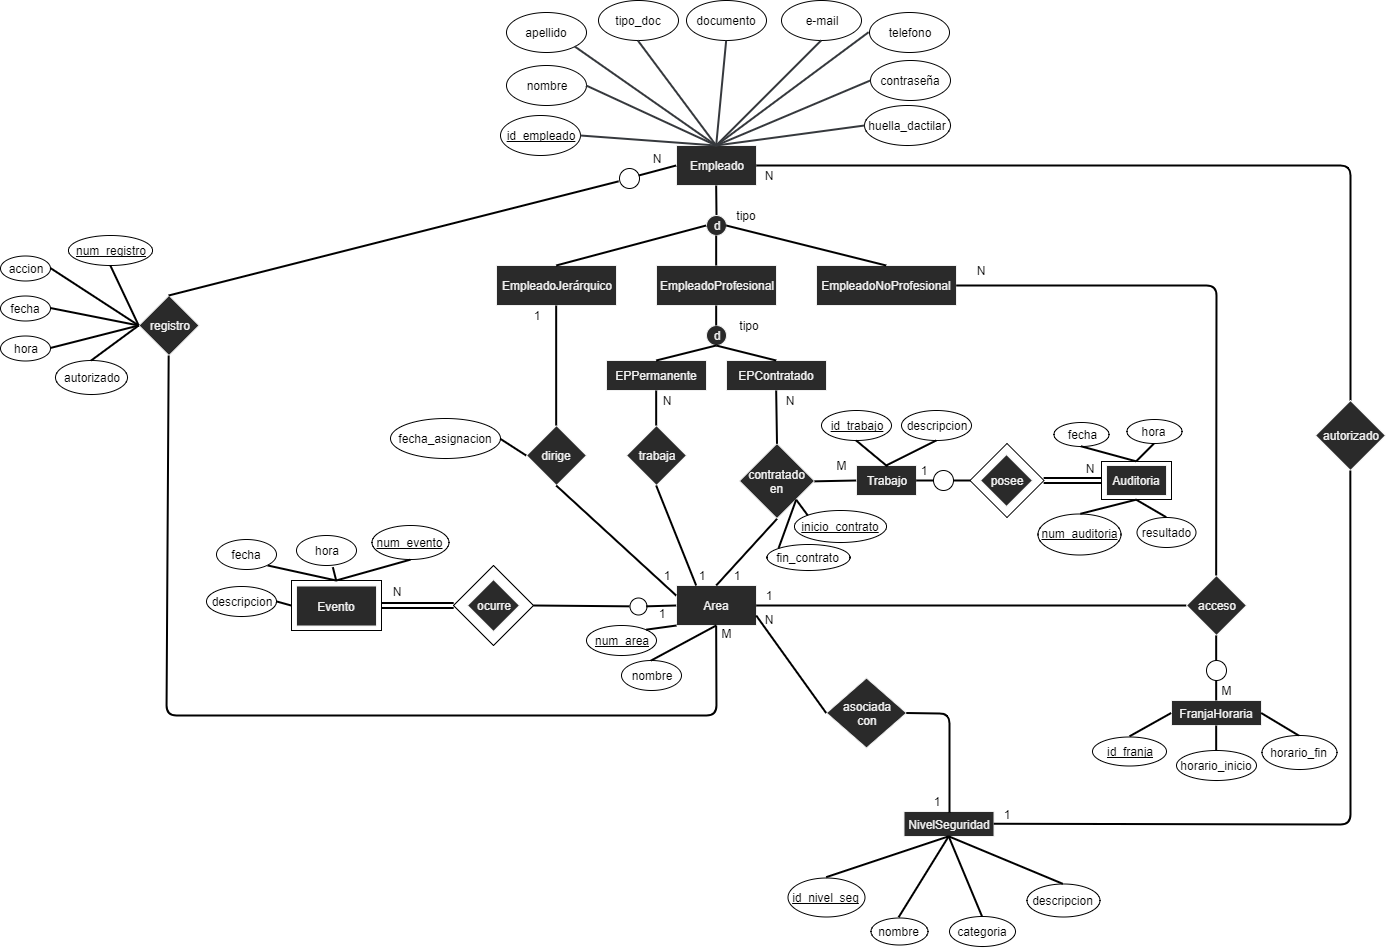 tipo_doc
documento
e-mail
apellido
telefono
nombre
contraseña
id_empleado
huella_dactilar
N
Empleado
N
tipo
d
num_registro
accion
fecha
hora
autorizado
registro
EmpleadoJerárquico
EmpleadoProfesional
EmpleadoNoProfesional
N
1
tipo
d
EPPermanente
EPContratado
N
N
fecha_asignacion
dirige
trabaja
contratado
en
M
id_trabajo
descripcion
Trabajo
1
posee
N
fecha
hora
Auditoria
num_auditoria
resultado
autorizado
inicio_contrato
fin_contrato
fecha
hora
num_evento
descripcion
Evento
N
ocurre
1
1
1
1
Area
1
N
M
num_area
nombre
acceso
M
FranjaHoraria
id_franja
horario_inicio
horario_fin
asociada
con
1
NivelSeguridad
1
id_nivel_seg
nombre
categoria
descripcion